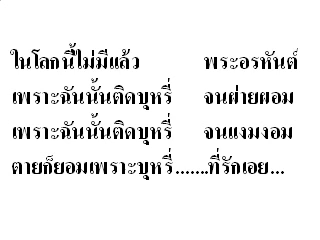 ในโลกนี้ไม่มีแล้ว พระอรหันต์
เพราะฉันนั้นติดบุหรี่ จนฝ่ายผอม
เพราะฉันนั้นติดบุหรี่ จนแงมงอม
ตายก็ยอมเพราะบุหรี่.......ที่รักเอย...